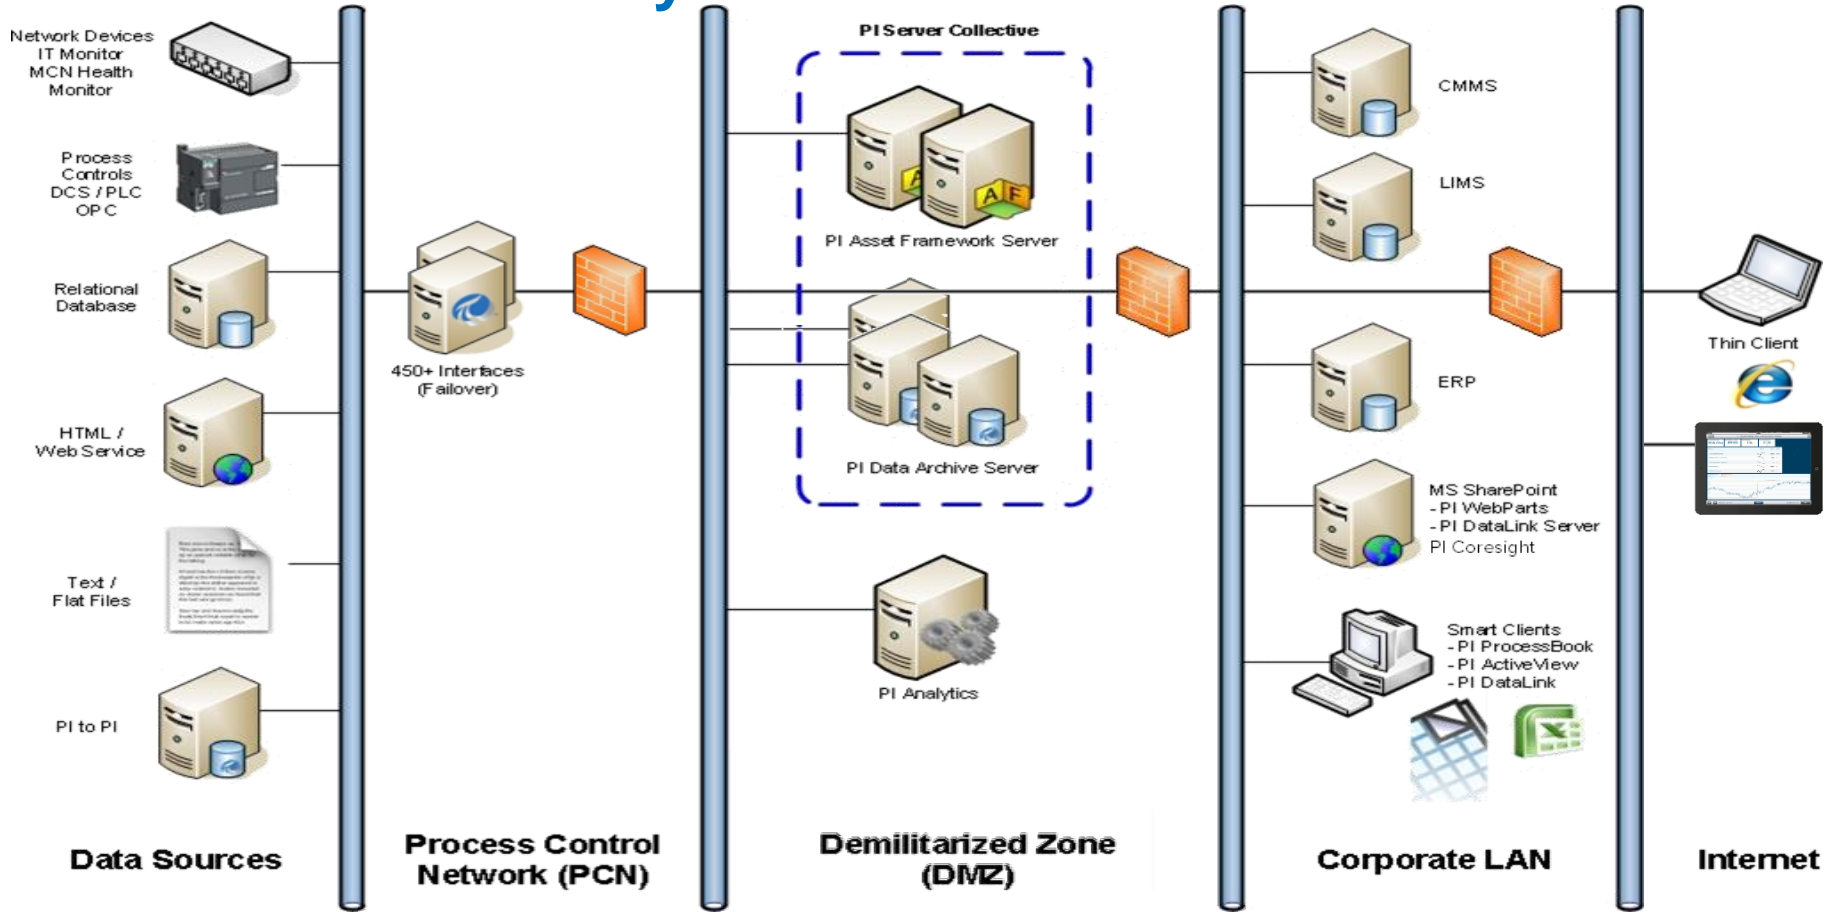 Network Devices
IT Monitor
MCN Health
Monitor
Process
Controls
DCS / PLC
OPC
Relational
Database
HTML /
Web Service
Text /
Flat Files
PI to PI
Data Sources
450+ Interfaces
(Failover)
Process Control
Network (PCN)
PI Server Collective
A
A F
PI Asset Framework Server
PI Data Archive Server
PI Analytics
Demilitarized Zone
(DMZ)
CMMS
LIMS
ERP
MS SharePoint
- PI WebParts
- PI DataLink Server
PI Coresight
Smart Clients
- PI ProcessBook
- PI ActiveView
- PI DataLink
Corporate LAN
Thin Client
Internet